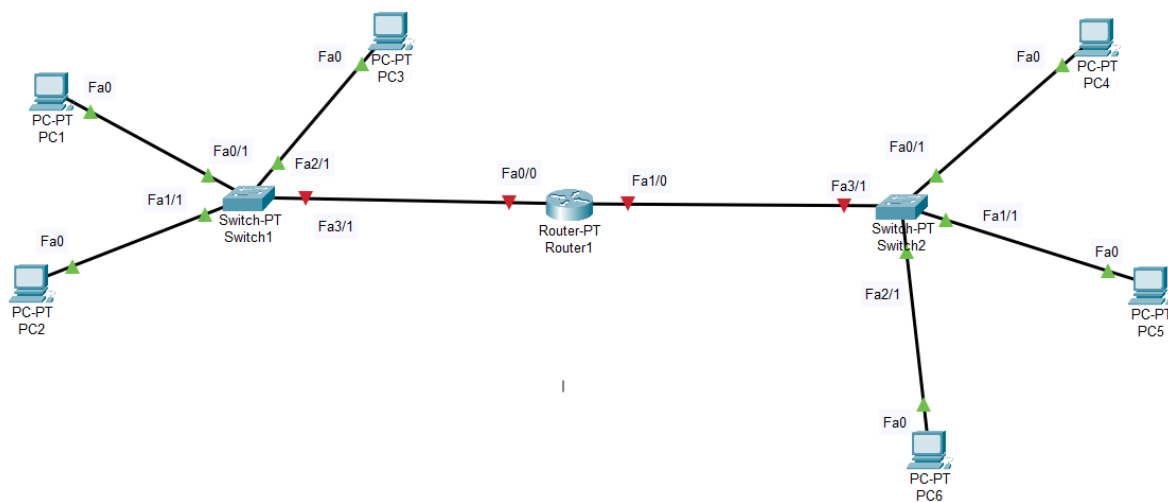 Fa0
PC-PT
PC3
Fa0
PC-PT
PC4
Fa0
PC-PT
PC1
Fa0/1
Fa2/1
Fa0/1
Fa1/1
Fa0/0
Fa1/0
Fa3/1
Switch-PT
Switch1
Fa3/1
Router-PT
Router1
Switch-PT
Switch2
Fa1/1
Fa0
Fa0
PC-PT
PC2
Fa2/1
PC-PT
PC5
Fa0
PC-PT
PC6